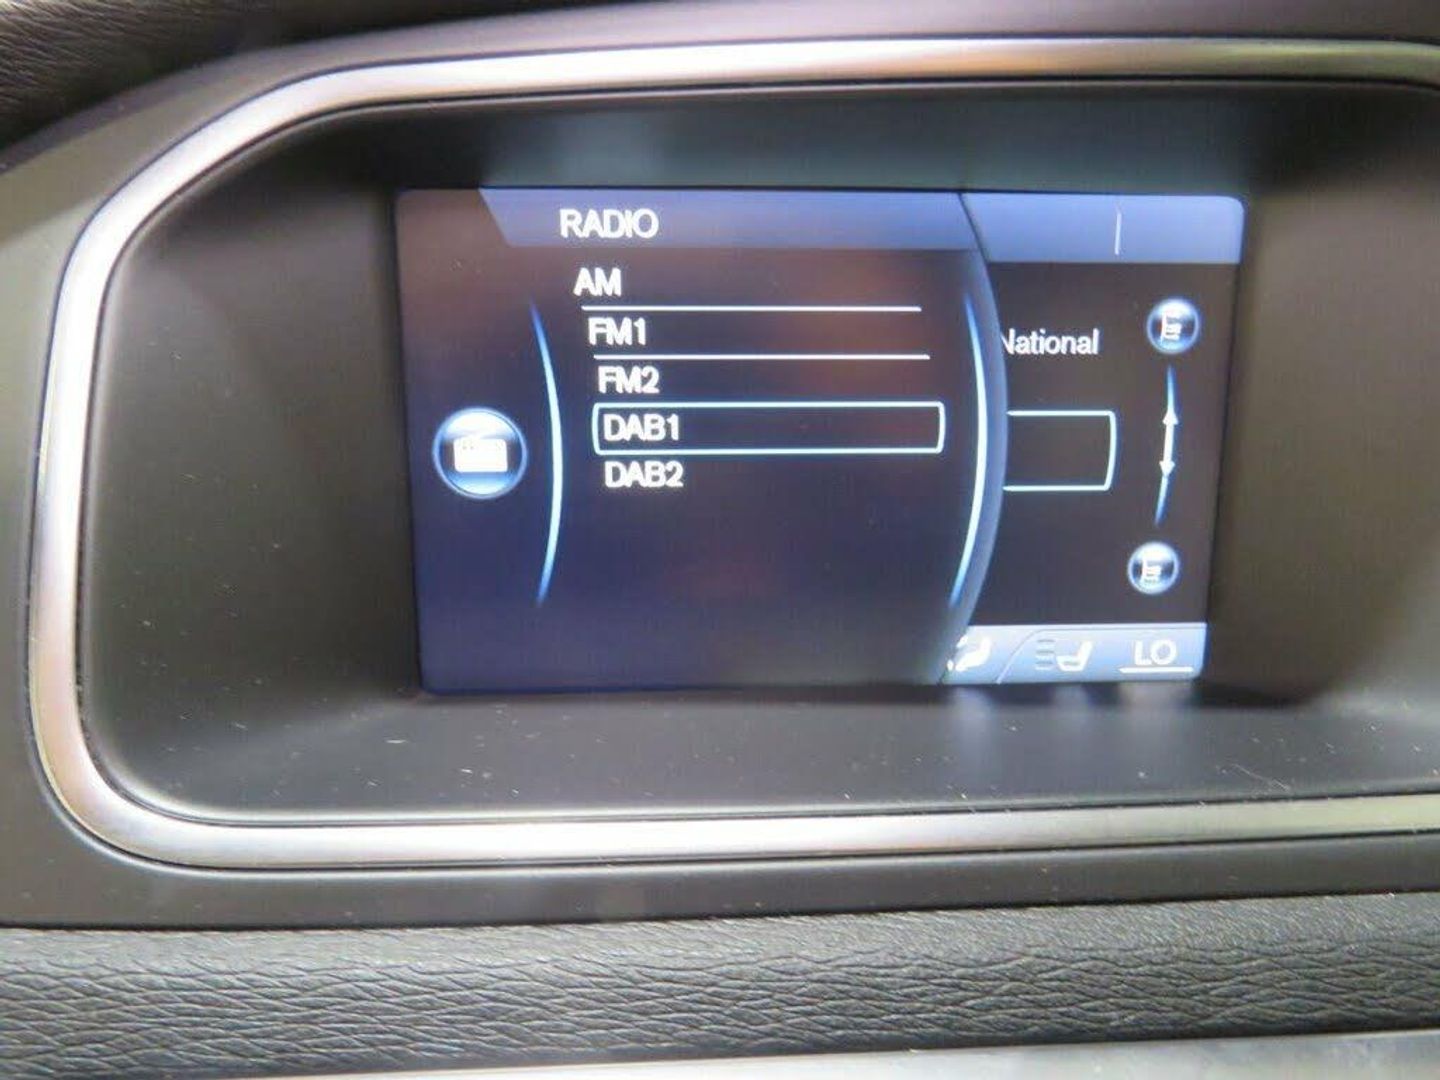 RADIO
AM
FM1
FM2
DAB1
DAB2
National
LO